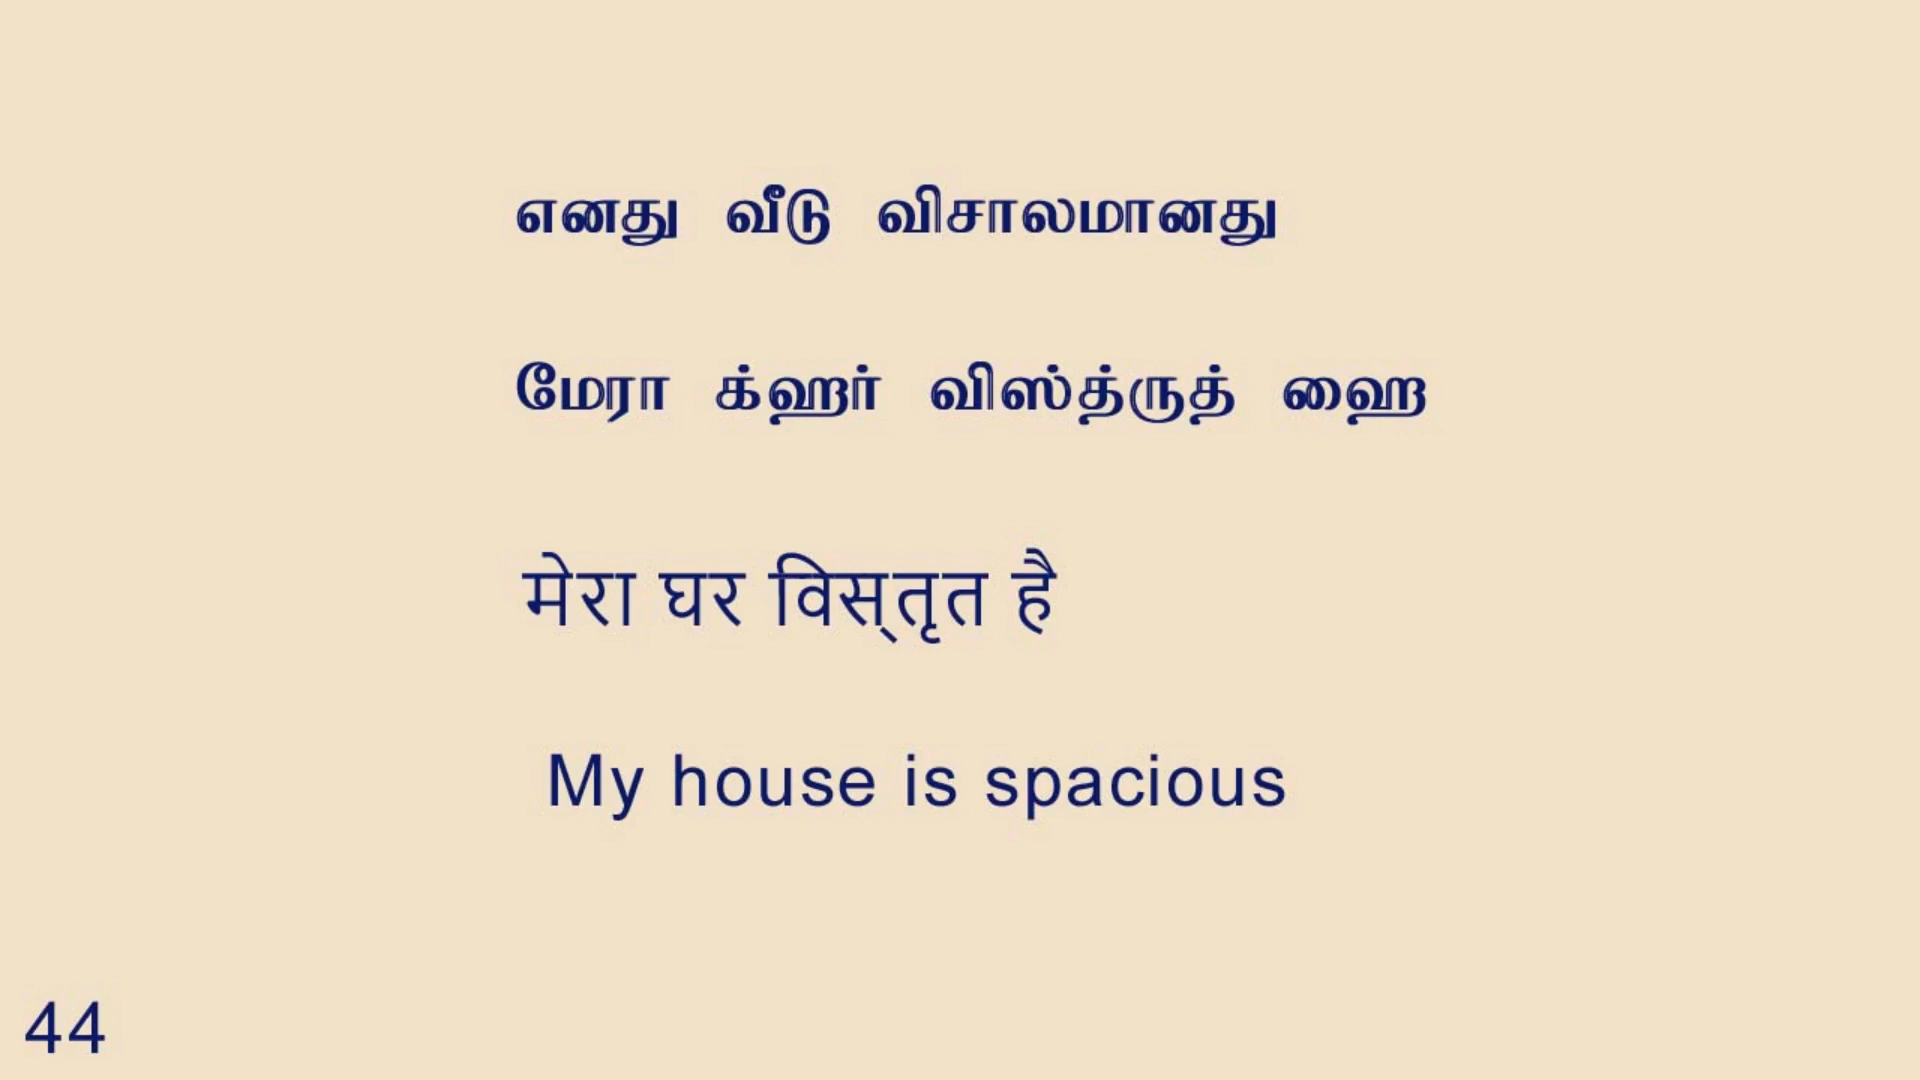 எனது வீடு விசாலமானது
மேரா க்ஹர் விஸ்த்ருத் ஹை
मेरा घर विस्‌तृत है
My house is spacious
44